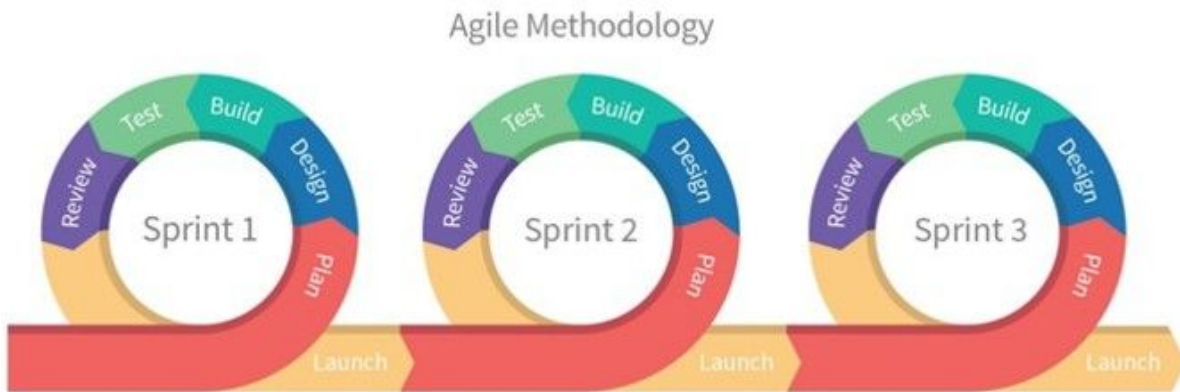 Agile Methodology
Test
Build
Review
Design
Sprint 1
Plan
Launch
Test
Build
Review
Design
Sprint 2
Plan
Launch
Test
Build
Review
Design
Sprint 3
Plan
Launch